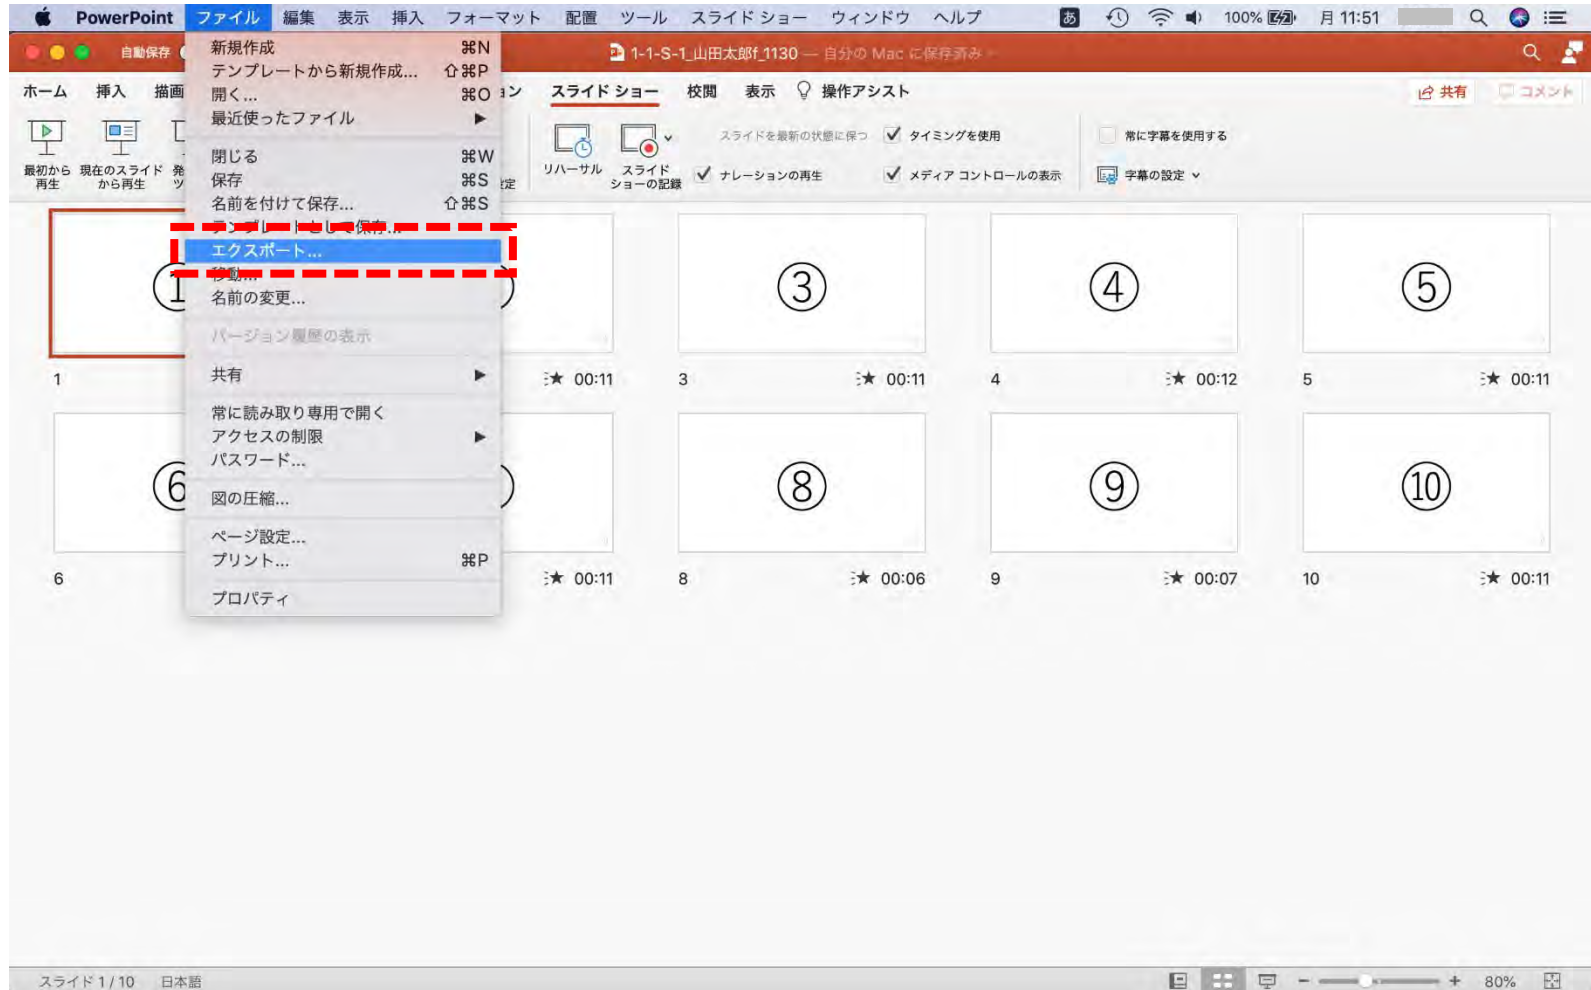 PowerPoint ファイル 編集 表示 挿入 フォーマット 配置 ツール スライド ショー ウィンドウ ヘルプ あ 100% 月 11:51
自動保存 1-1-S-1_山田太郎f_1130 — 自分の Mac に保存済み
ホーム 挿入 描画 スライド ショー 校閲 表示 操作アシスト 共有 コメント
最初から
再生
現在のスライド
から再生
リハーサル
スライド
ショーの記録
スライドを最新の状態に保つ
ナレーションの再生
タイミングを使用
メディア コントロールの表示
常に字幕を使用する
字幕の設定
新規作成 ⌘N
テンプレートから新規作成... ⇧⌘P
開く... ⌘O
最近使ったファイル ▶
閉じる ⌘W
保存 ⌘S
名前を付けて保存... ⇧⌘S
テンプレートとして保存...
エクスポート...
移動...
名前の変更...
バージョン履歴の表示
共有 ▶
常に読み取り専用で開く
アクセスの制限 ▶
パスワード...
図の圧縮...
ページ設定...
プリント... ⌘P
プロパティ
① ③ ④ ⑤
1 00:11 3 00:11 4 00:12 5 00:11
⑥ ⑧ ⑨ ⑩
6 00:11 8 00:06 9 00:07 10 00:11
スライド 1 / 10 日本語 80%